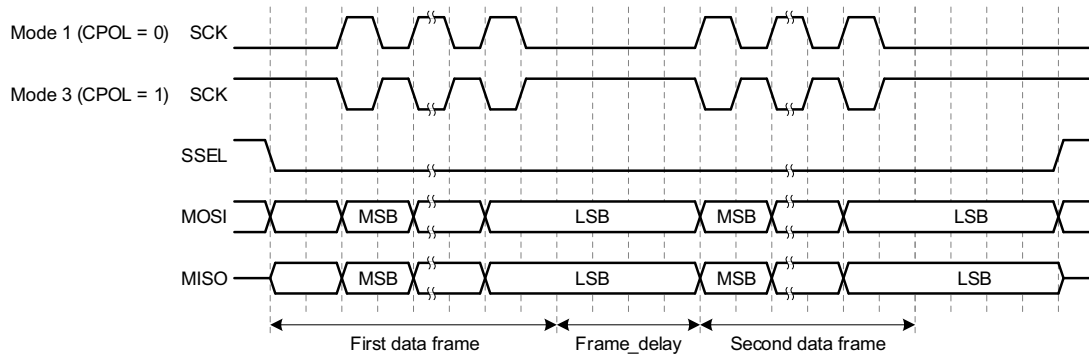 Mode 1 (CPOL = 0) SCK
Mode 3 (CPOL = 1) SCK
SSEL
MOSI MSB LSB MSB LSB
MISO MSB LSB MSB LSB
First data frame Frame_delay Second data frame